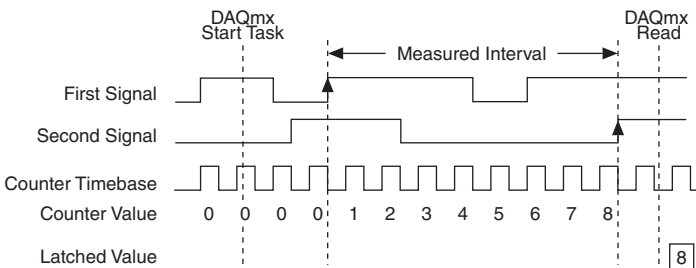 DAQmx
Start Task
DAQmx
Read
Measured Interval
First Signal
Second Signal
Counter Timebase
Counter Value 0 0 0 0 1 2 3 4 5 6 7 8
Latched Value 8